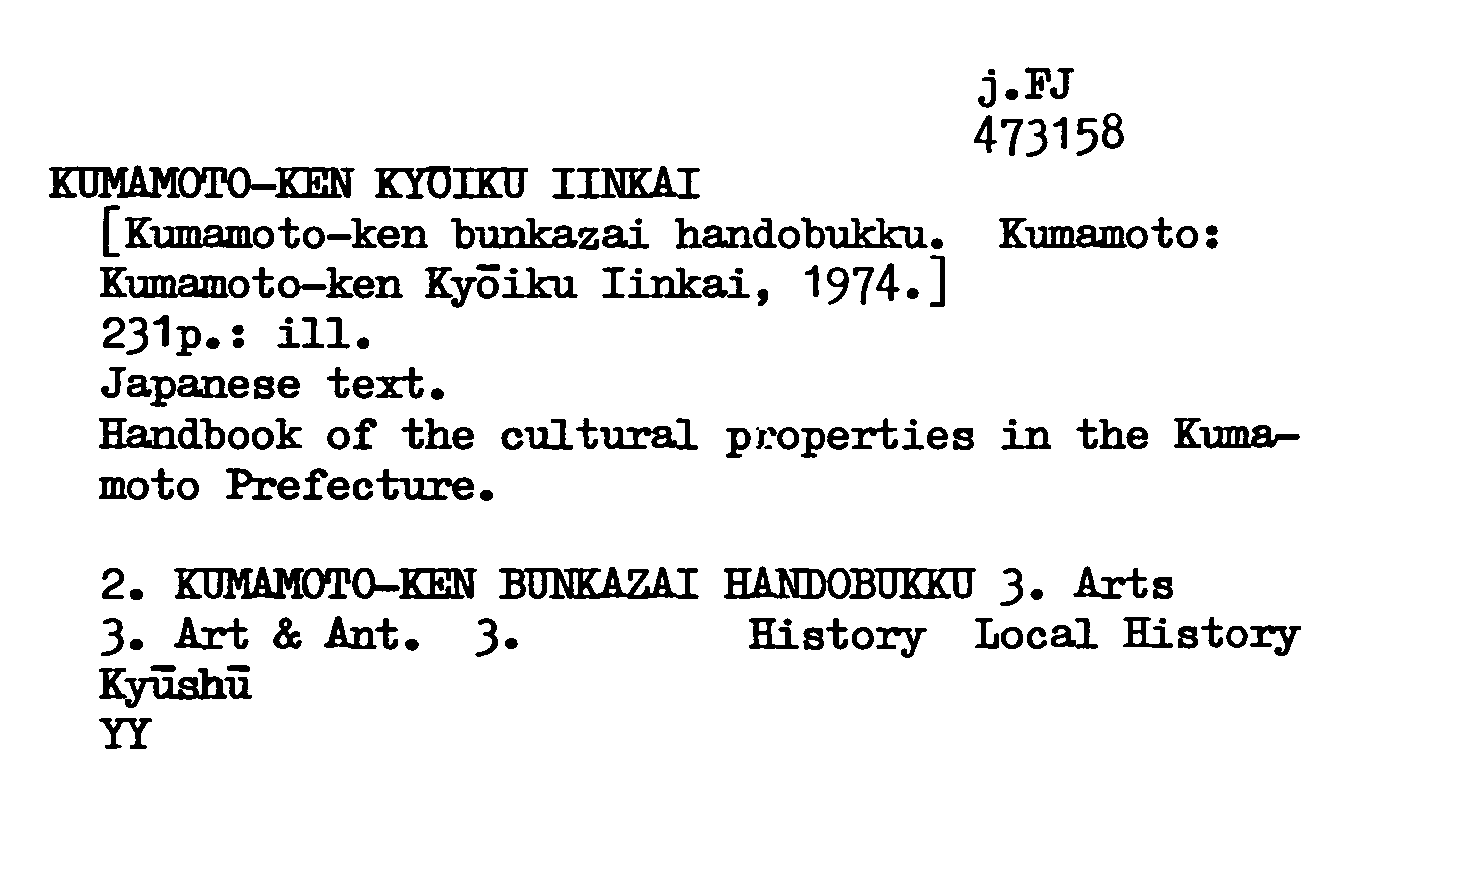 j.FJ
473158
KUMAMOTO-KEN KYŌIKU IINKAI
[Kumamoto-ken bunkazai handobukku.  Kumamoto:
Kumamoto-ken Kyōiku Iinkai, 1974.]
231p.: ill.
Japanese text.
Handbook of the cultural properties in the Kuma-
moto Prefecture.
2. KUMAMOTO-KEN BUNKAZAI HANDOBUKKU 3. Arts
3. Art & Ant.  3.  History  Local History
Kyūshū
YY